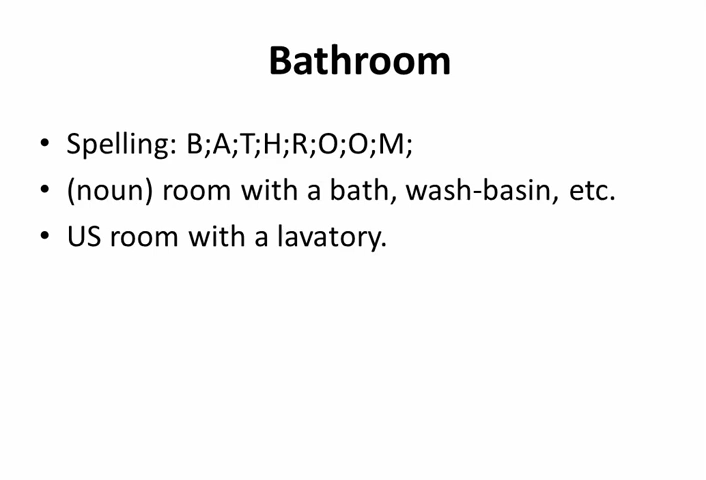 Bathroom
• Spelling: B;A;T;H;R;O;O;M;
• (noun) room with a bath, wash-basin, etc.
• US room with a lavatory.